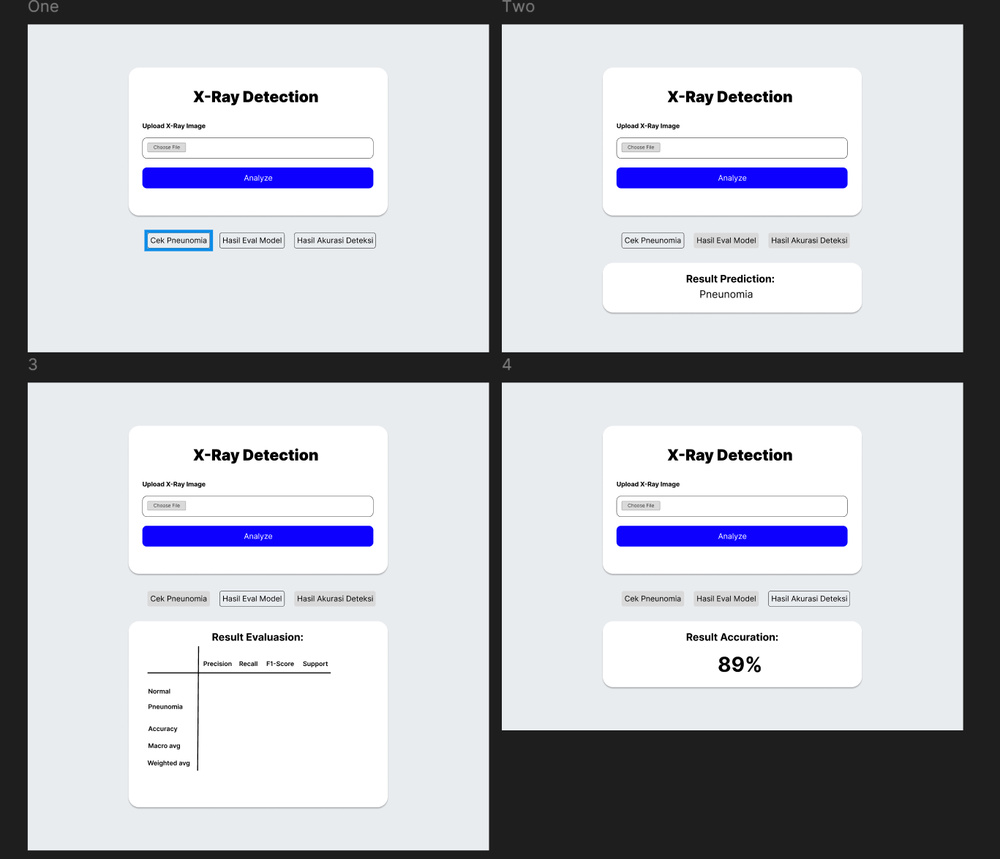 One
X-Ray Detection
Upload X-Ray Image
Choose File
Analyze
Cek Pneunomia Hasil Eval Model Hasil Akurasi Deteksi
Two
X-Ray Detection
Upload X-Ray Image
Choose File
Analyze
Cek Pneunomia Hasil Eval Model Hasil Akurasi Deteksi
Result Prediction:
Pneunomia
3
X-Ray Detection
Upload X-Ray Image
Choose File
Analyze
Cek Pneunomia Hasil Eval Model Hasil Akurasi Deteksi
Result Evaluasion:
Precision Recall F1-Score Support
Normal
Pneunomia
Accuracy
Macro avg
Weighted avg
4
X-Ray Detection
Upload X-Ray Image
Choose File
Analyze
Cek Pneunomia Hasil Eval Model Hasil Akurasi Deteksi
Result Accuration:
89%